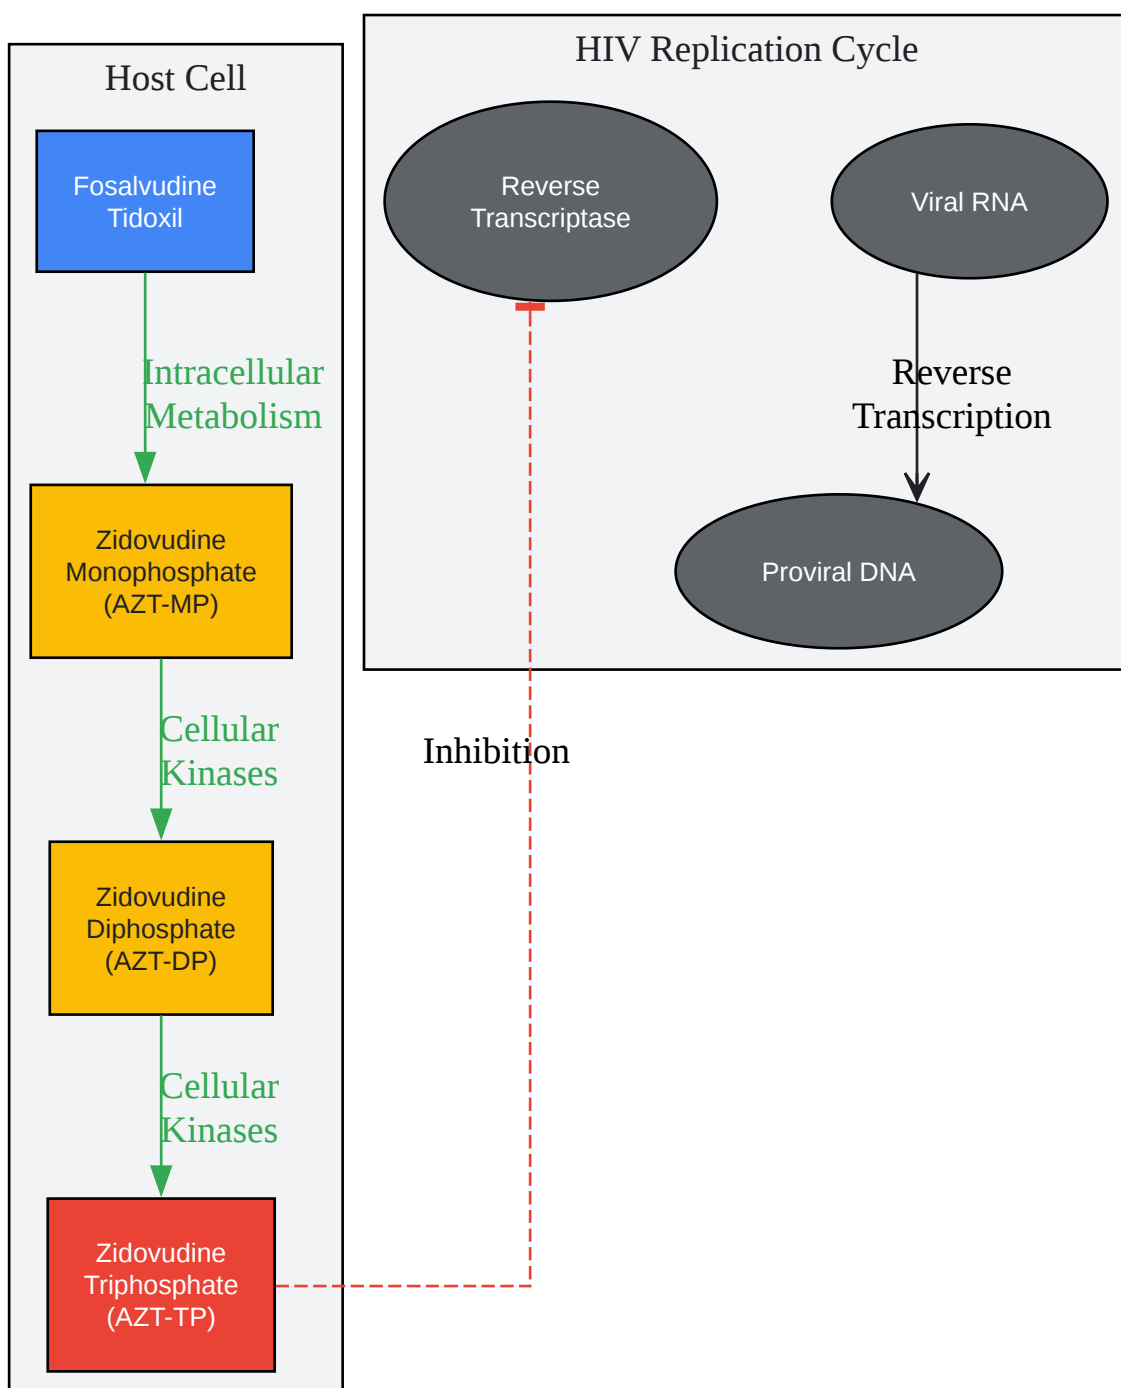 Host Cell
Fosalvudine
Tidoxil
Intracellular
Metabolism
Zidovudine
Monophosphate
(AZT-MP)
Cellular
Kinases
Zidovudine
Diphosphate
(AZT-DP)
Cellular
Kinases
Zidovudine
Triphosphate
(AZT-TP)
Inhibition
HIV Replication Cycle
Reverse
Transcriptase
Viral RNA
Reverse
Transcription
Proviral DNA